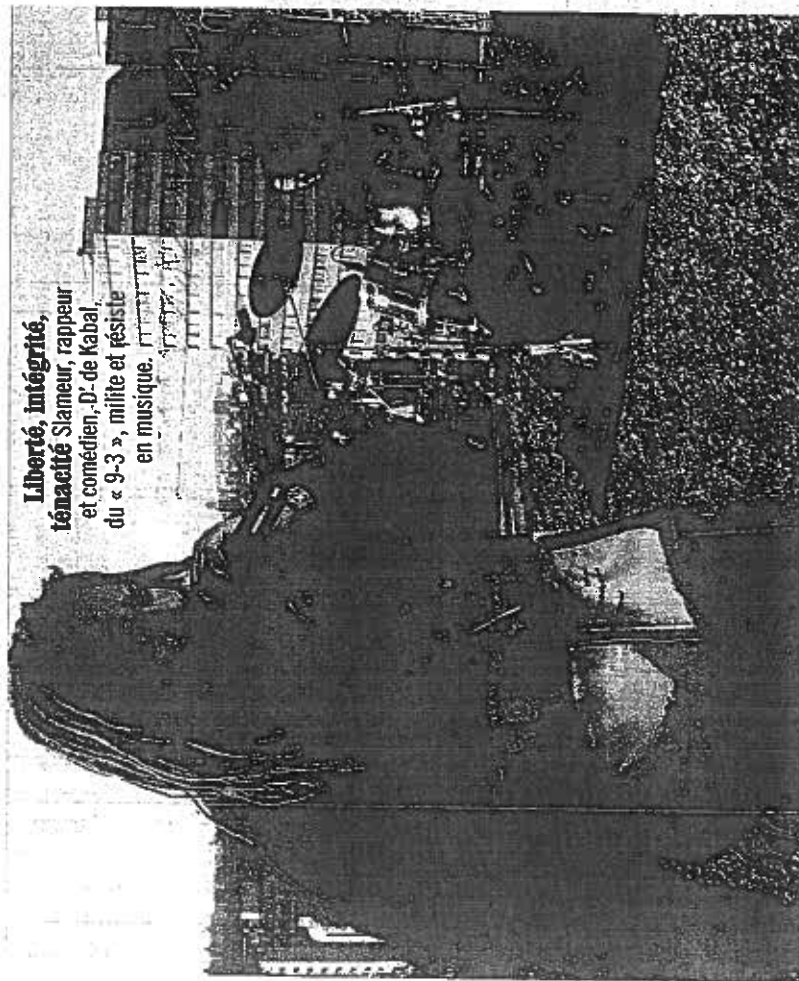 Liberté, intégrité,
ténacité Slameur, rappeur
et comédien, D' de Kabal,
du « 9-3 », milite et résiste
en musique.